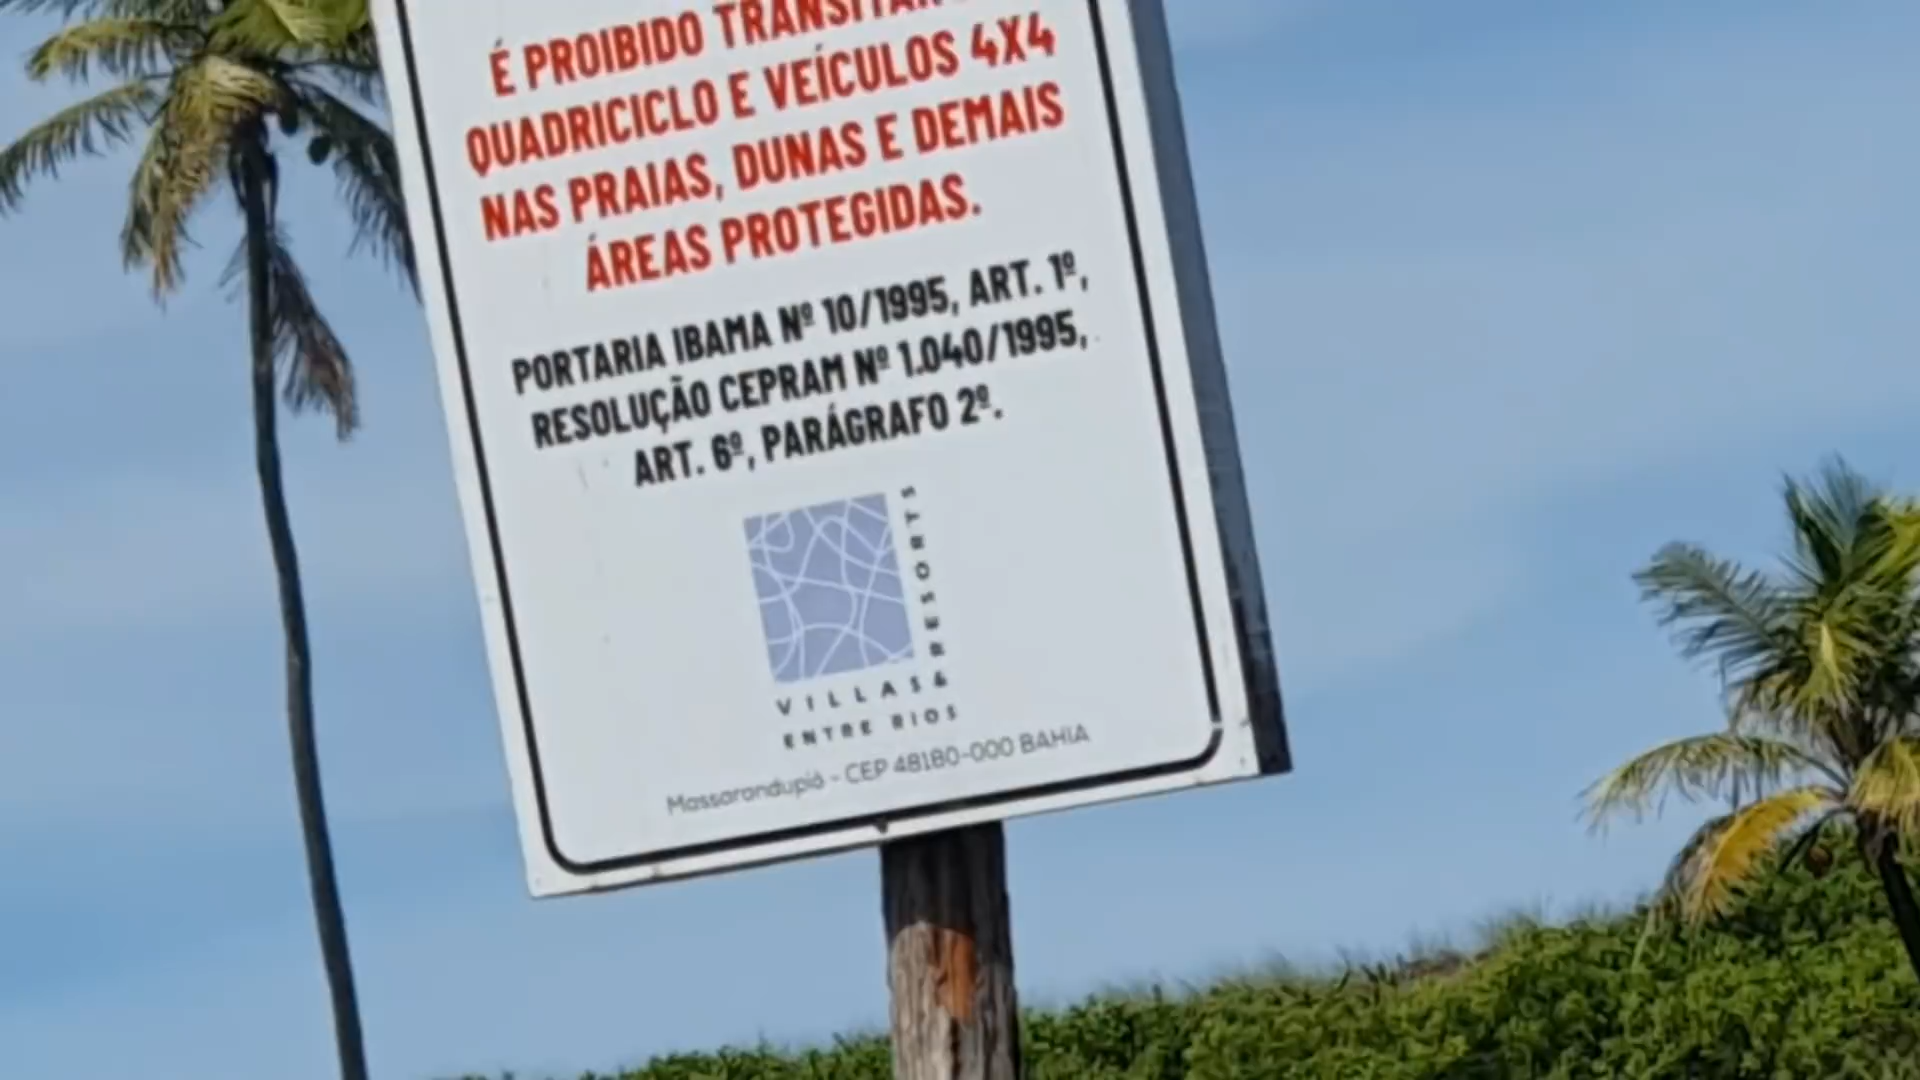 É PROIBIDO TRANSITAR
QUADRICICLO E VEÍCULOS 4X4
NAS PRAIAS, DUNAS E DEMAIS
ÁREAS PROTEGIDAS.
PORTARIA IBAMA Nº 10/1995, ART. 1º,
RESOLUÇÃO CEPRAM Nº 1.040/1995,
ART. 6º, PARÁGRAFO 2º.
VILLAS &
RESORTS
ENTRE RIOS
Massarandupió - CEP 48180-000 BAHIA